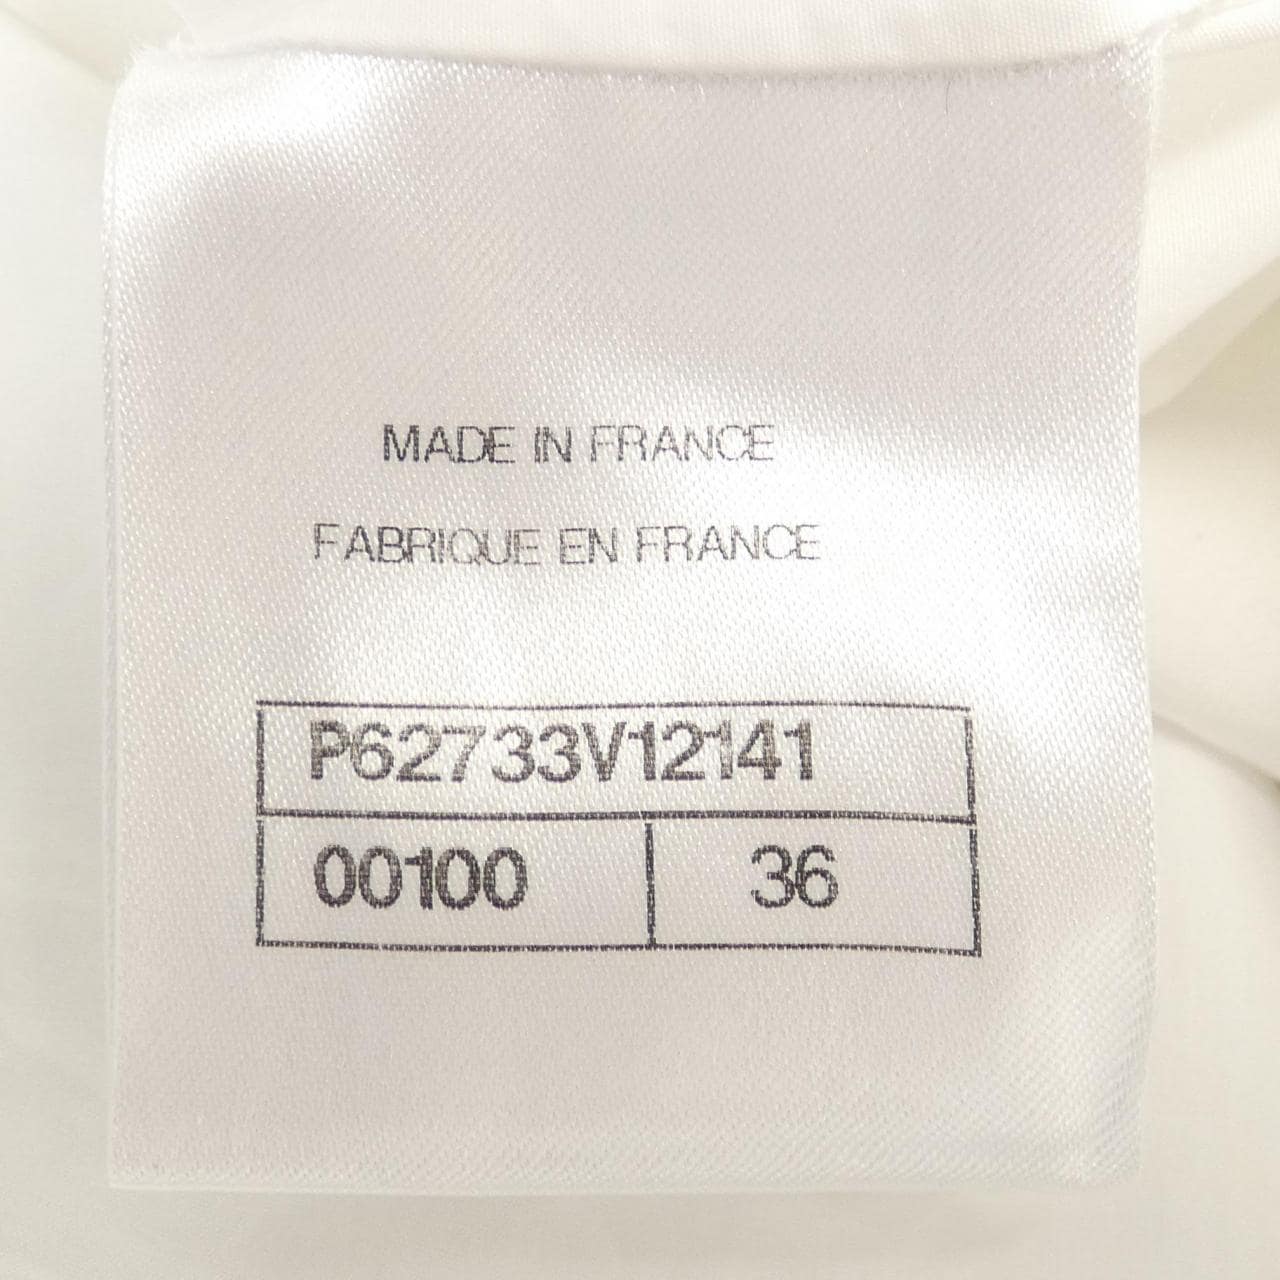 MADE IN FRANCE
FABRIQUE EN FRANCE
P62733V12141
00100 36